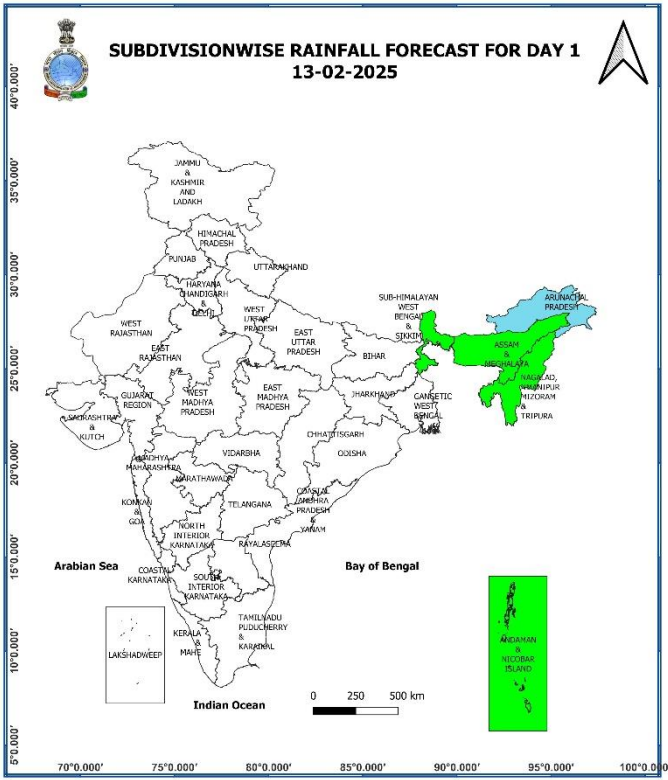 SUBDIVISIONWISE RAINFALL FORECAST FOR DAY 1
13-02-2025
40°0.000'
35°0.000'
30°0.000'
25°0.000'
20°0.000'
15°0.000'
10°0.000'
5°0.000'
JAMMU
&
KASHMIR
AND
LADAKH
HIMACHAL
PRADESH
PUNJAB
UTTARAKHAND
HARYANA
CHANDIGARH
&
DELHI
WEST
UTTAR
PRADESH
EAST
UTTAR
PRADESH
WEST
RAJASTHAN
EAST
RAJASTHAN
SUB-HIMALAYAN
WEST
BENGAL
&
SIKKIM
ARUNACHAL
PRADESH
ASSAM
&
MEGHALAYA
NAGALAD,
MANIPUR
MIZORAM
&
TRIPURA
BIHAR
JHARKHAND
GANGETIC
WEST
BENGAL
GUJARAT
REGION
SAURASHTRA
&
KUTCH
WEST
MADHYA
PRADESH
EAST
MADHYA
PRADESH
CHHATTISGARH
ODISHA
VIDARBHA
MADHYA
MAHARASHTRA
MARATHAWADA
KONKAN
&
GOA
TELANGANA
COASTAL
ANDHRA
PRADESH
&
YANAM
NORTH
INTERIOR
KARNATAKA
RAYALASEEMA
COASTAL
KARNATAKA
SOUTH
INTERIOR
KARNATAKA
Arabian Sea
Bay of Bengal
LAKSHADWEEP
KERALA
&
MAHE
TAMILNADU
PUDUCHERRY
&
KARAIKAL
ANDAMAN
&
NICOBAR
ISLAND
Indian Ocean
0 250 500 km
70°0.000' 75°0.000' 80°0.000' 85°0.000' 90°0.000' 95°0.000' 100°0.000'